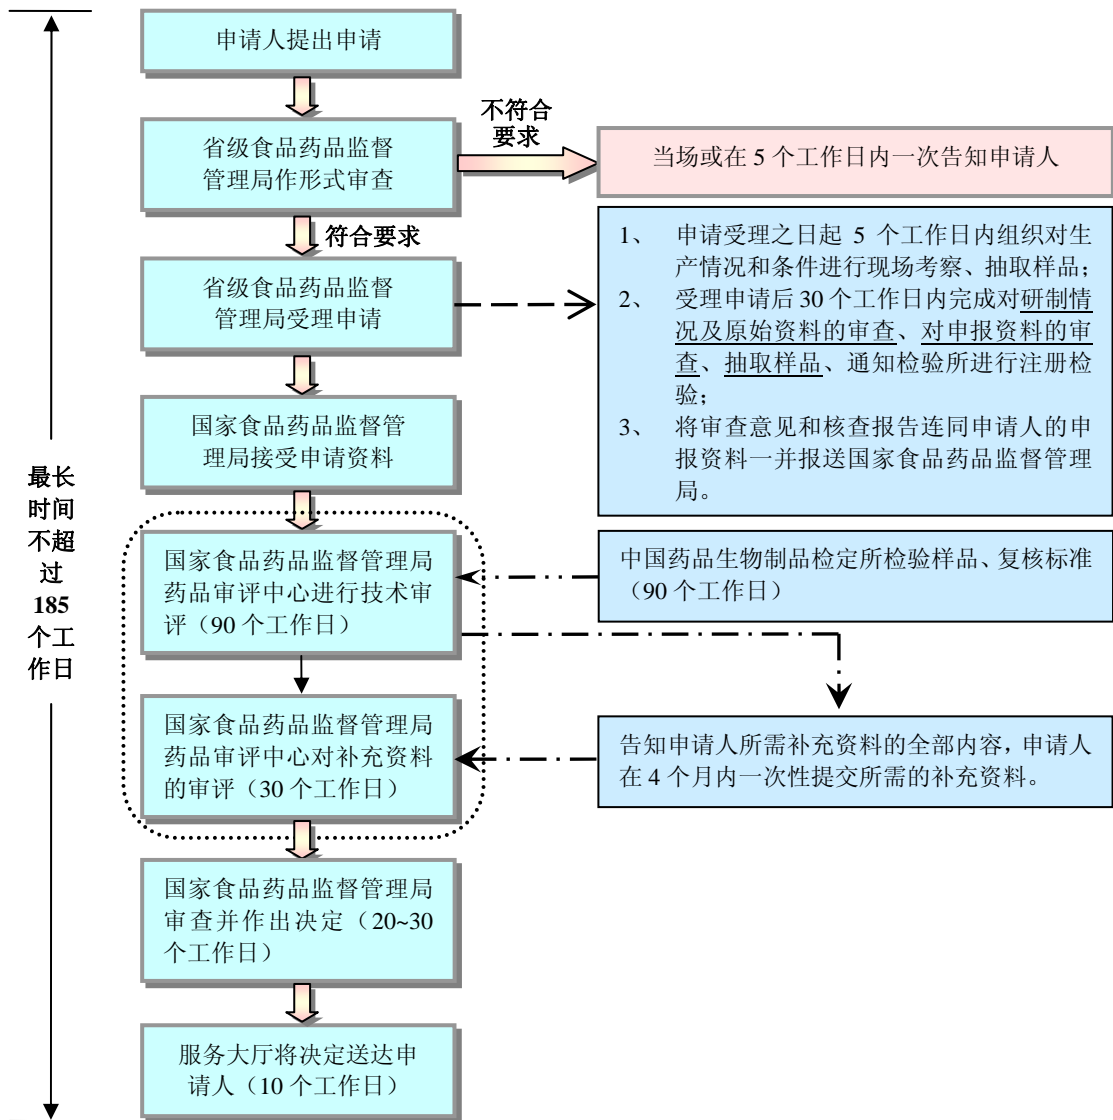 申请人提出申请
省级食品药品监督
管理局作形式审查
不符合
要求
当场或在 5 个工作日内一次告知申请人
符合要求
省级食品药品监督
管理局受理申请
1、 申请受理之日起 5 个工作日内组织对生
产情况和条件进行现场考察、抽取样品；
2、 受理申请后 30 个工作日内完成对研制情
况及原始资料的审查、对申报资料的审
查、抽取样品、通知检验所进行注册检
验；
3、 将审查意见和核查报告连同申请人的申
报资料一并报送国家食品药品监督管理
局。
国家食品药品监督管
理局接受申请资料
最长
时间
不超
过
185
个工
作日
国家食品药品监督管理局
药品审评中心进行技术审
评（90 个工作日）
中国药品生物制品检定所检验样品、复核标准
（90 个工作日）
国家食品药品监督管理局
药品审评中心对补充资料
的审评（30 个工作日）
告知申请人所需补充资料的全部内容，申请人
在 4 个月内一次性提交所需的补充资料。
国家食品药品监督管理局
审查并作出决定（20~30
个工作日）
服务大厅将决定送达申
请人（10 个工作日）